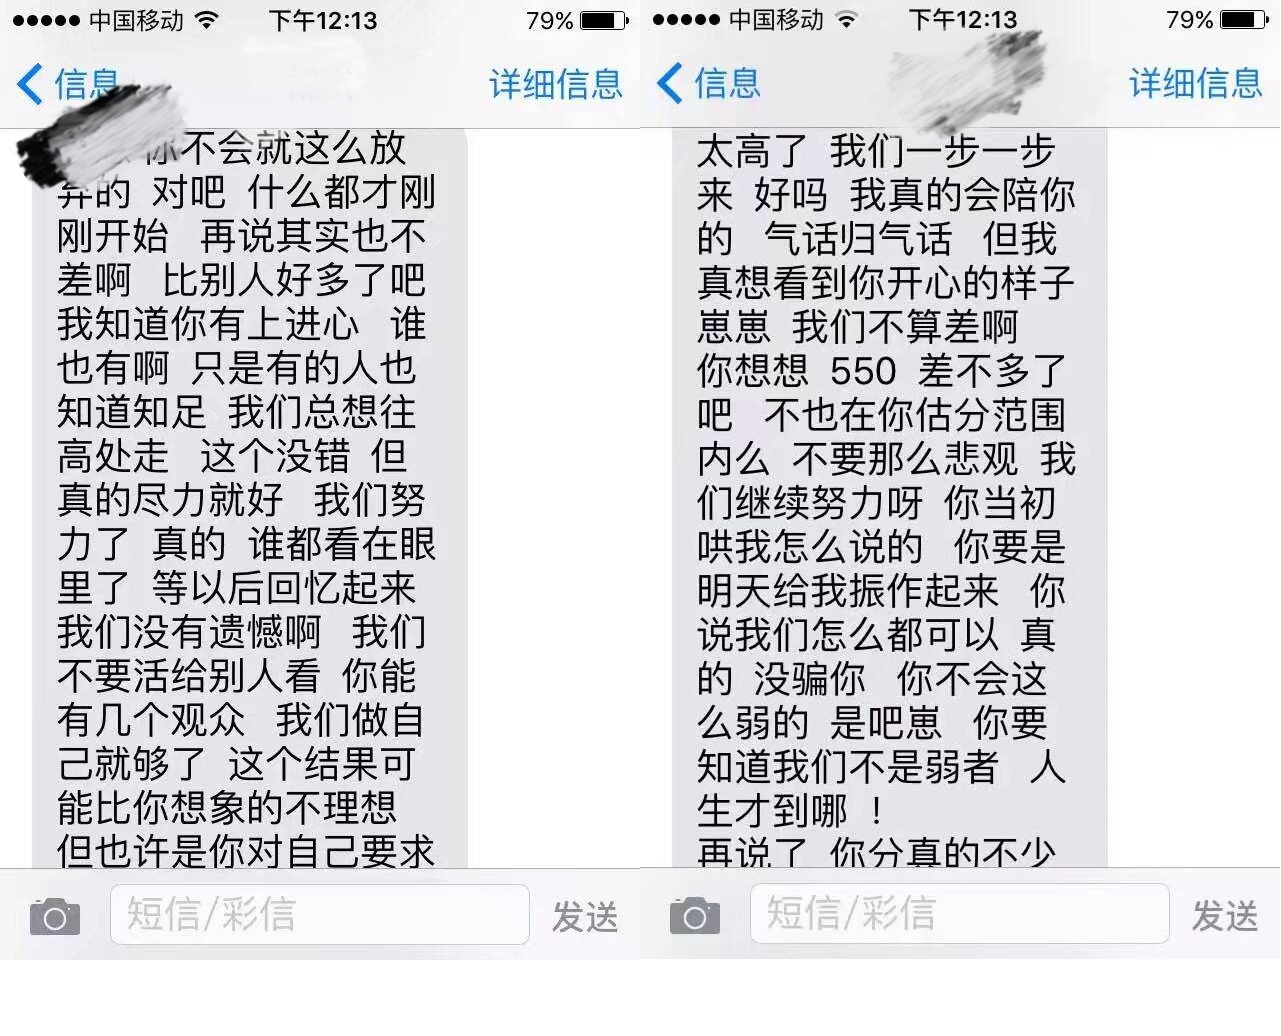 中国移动 下午12:13 79%
信息 详细信息
你不会就这么放
弃的 对吧 什么都才刚
刚开始 再说其实也不
差啊 比别人好多了吧
我知道你有上进心 谁
也有啊 只是有的人也
知道知足 我们总想往
高处走 这个没错 但
真的尽力就好 我们努
力了 真的 谁都看在眼
里了 等以后回忆起来
我们没有遗憾啊 我们
不要活给别人看 你能
有几个观众 我们做自
己就够了 这个结果可
能比你想象的不理想
但也许是你对自己要求
短信/彩信 发送
中国移动 下午12:13 79%
信息 详细信息
太高了 我们一步一步
来 好吗 我真的会陪你
的 气话归气话 但我
真想看到你开心的样子
崽崽 我们不算差啊
你想想 550 差不多了
吧 不也在你估分范围
内么 不要那么悲观 我
们继续努力呀 你当初
哄我怎么说的 你要是
明天给我振作起来 你
说我们怎么都可以 真
的 没骗你 你不会这
么弱的 是吧崽 你要
知道我们不是弱者 人
生才到哪 ！
再说了 你分真的不少
短信/彩信 发送